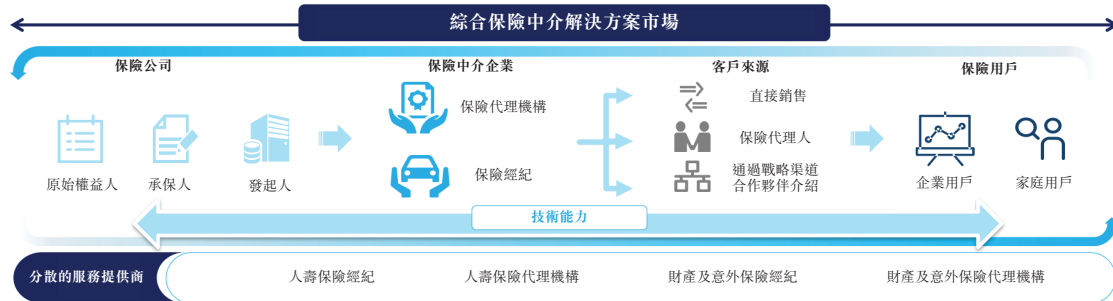 綜合保險中介解決方案市場
保險公司
保險中介企業
客戶來源
保險用戶
原始權益人
承保人
發起人
保險代理機構
保險經紀
直接銷售
保險代理人
通過戰略渠道
合作夥伴介紹
企業用戶
家庭用戶
技術能力
分散的服務提供商
人壽保險經紀
人壽保險代理機構
財產及意外保險經紀
財產及意外保險代理機構